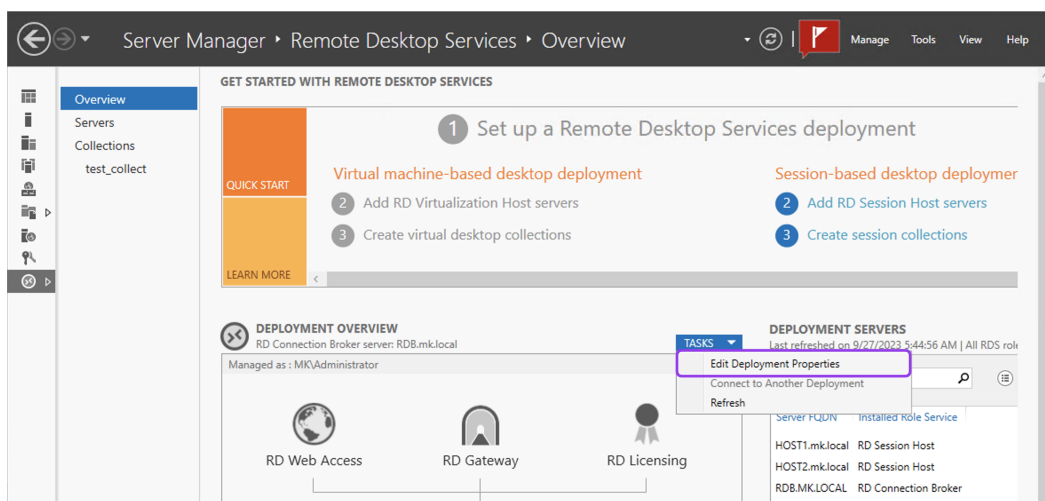 Server Manager ‣ Remote Desktop Services ‣ Overview
Manage Tools View Help
Overview
Servers
Collections
test_collect
GET STARTED WITH REMOTE DESKTOP SERVICES
QUICK START
LEARN MORE
1 Set up a Remote Desktop Services deployment
Virtual machine-based desktop deployment
2 Add RD Virtualization Host servers
3 Create virtual desktop collections
Session-based desktop deploymen
2 Add RD Session Host servers
3 Create session collections
DEPLOYMENT OVERVIEW
RD Connection Broker server: RDB.mk.local
Managed as : MK\Administrator
TASKS
Edit Deployment Properties
Connect to Another Deployment
Refresh
RD Web Access
RD Gateway
RD Licensing
DEPLOYMENT SERVERS
Last refreshed on 9/27/2023 5:44:56 AM | All RDS role
Server FQDN Installed Role Service
HOST1.mk.local RD Session Host
HOST2.mk.local RD Session Host
RDB.MK.LOCAL RD Connection Broker